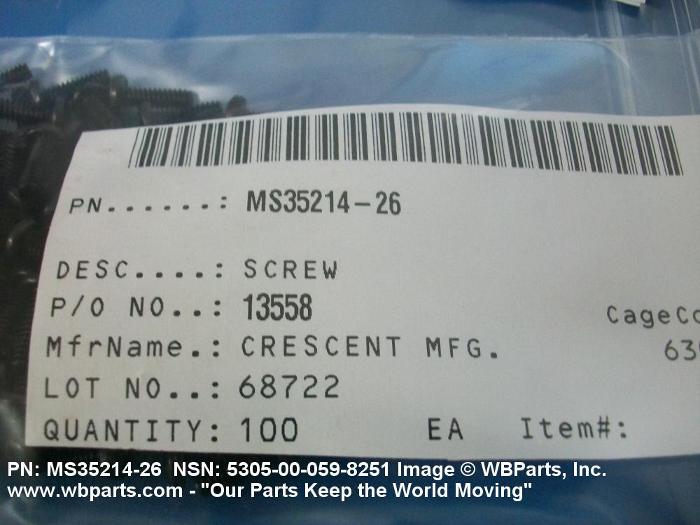 PN......: MS35214-26
DESC....: SCREW
P/O NO..: 13558
CageCo
MfrName.: CRESCENT MFG.
LOT NO..: 68722
QUANTITY: 100 EA Item#:
PN: MS35214-26 NSN: 5305-00-059-8251 Image © WBParts, Inc.
www.wbparts.com - "Our Parts Keep the World Moving"